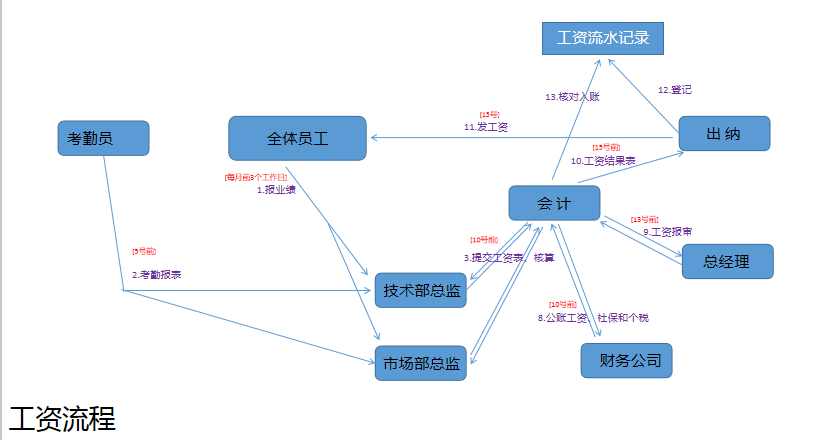 工资流水记录
13.核对入账
12.登记
[15号]
11.发工资
考勤员
全体员工
出 纳
[15号前]
10.工资结果表
[每月前3个工作日]
1.报业绩
会 计
[13号前]
9.工资报审
[5号前]
2.考勤报表
[10号前]
3.提交工资表、核算
总经理
技术部总监
[10号前]
8.公账工资、社保和个税
市场部总监
财务公司
工资流程